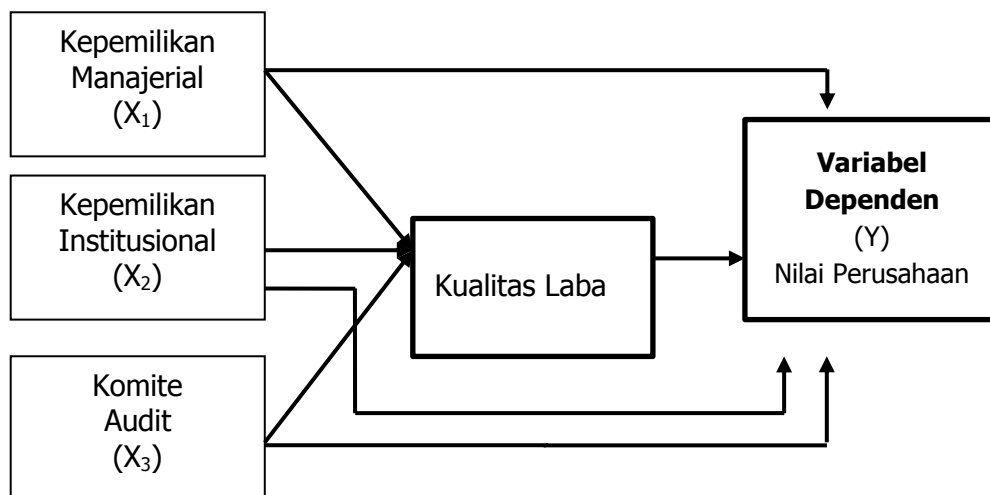 Kepemilikan
Manajerial
(X₁)
Kepemilikan
Institusional
(X₂)
Komite
Audit
(X₃)
Kualitas Laba
Variabel
Dependen
(Y)
Nilai Perusahaan